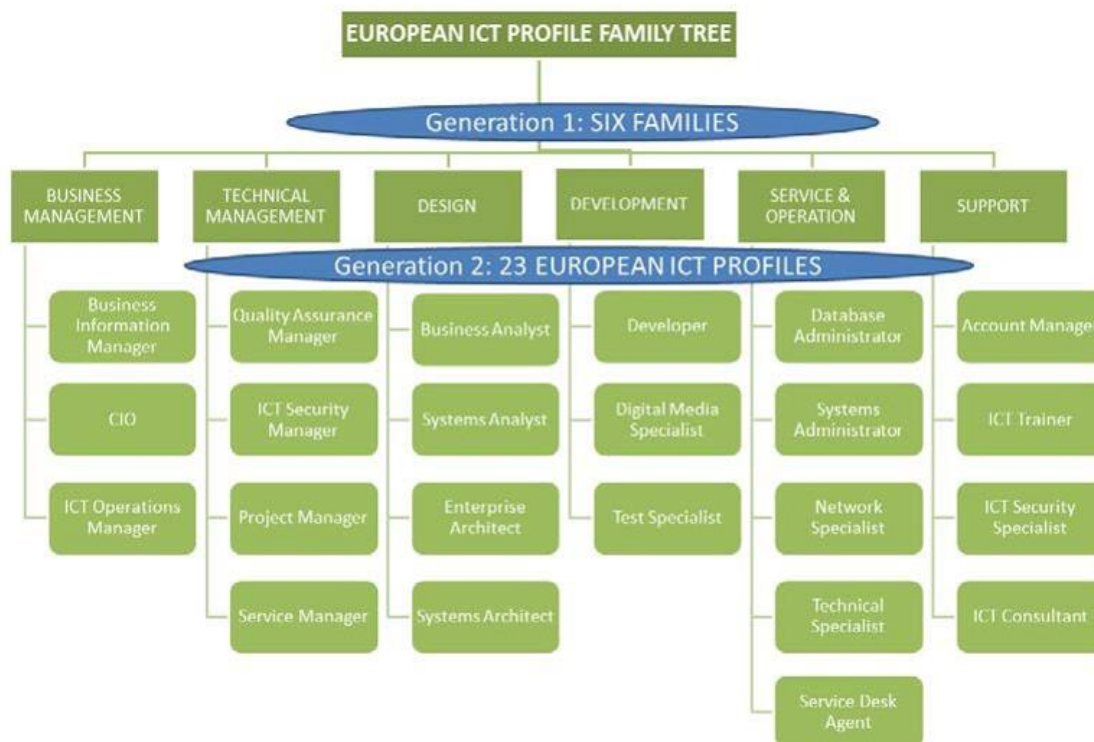 EUROPEAN ICT PROFILE FAMILY TREE
Generation 1: SIX FAMILIES
BUSINESS
MANAGEMENT
TECHNICAL
MANAGEMENT
DESIGN
DEVELOPMENT
SERVICE &
OPERATION
SUPPORT
Generation 2: 23 EUROPEAN ICT PROFILES
Business
Information
Manager
CIO
ICT Operations
Manager
Quality Assurance
Manager
ICT Security
Manager
Project Manager
Service Manager
Business Analyst
Systems Analyst
Enterprise
Architect
Systems Architect
Developer
Digital Media
Specialist
Test Specialist
Database
Administrator
Systems
Administrator
Network
Specialist
Technical
Specialist
Service Desk
Agent
Account Manager
ICT Trainer
ICT Security
Specialist
ICT Consultant